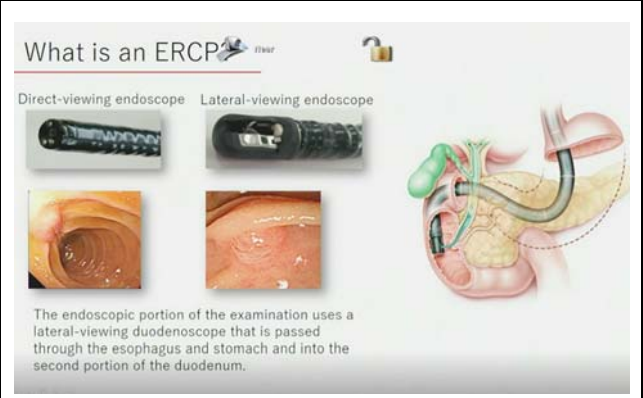 What is an ERCP?
Direct-viewing endoscope Lateral-viewing endoscope
The endoscopic portion of the examination uses a
lateral-viewing duodenoscope that is passed
through the esophagus and stomach and into the
second portion of the duodenum.